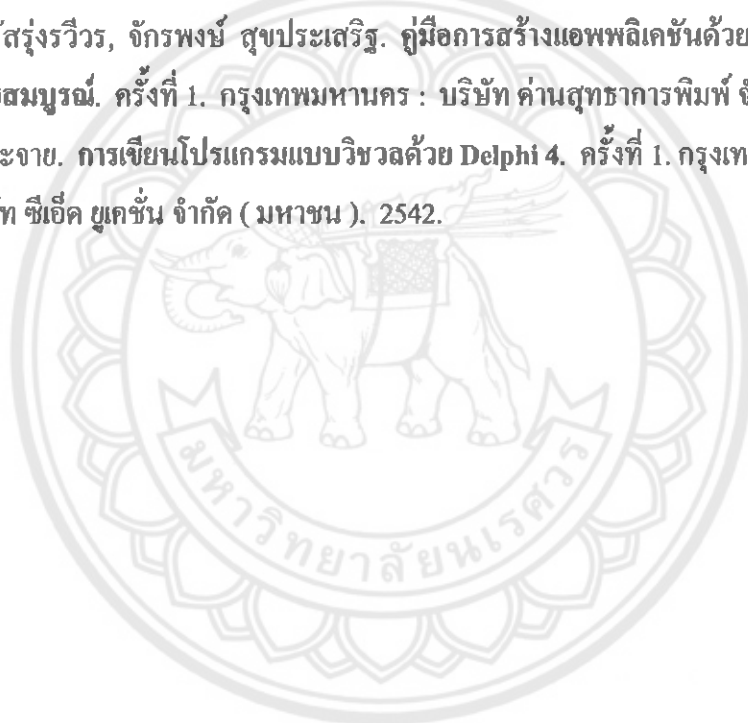 ัสรุ่งรวีวร, จักรพงษ์ สุขประเสริฐ. คู่มือการสร้างแอพพลิเคชันด้วย
สมบูรณ์. ครั้งที่ 1. กรุงเทพมหานคร : บริษัท ด่านสุทธาการพิมพ์ จ
ะจาย. การเขียนโปรแกรมแบบวิชวลด้วย Delphi 4. ครั้งที่ 1. กรุงเท
ัท ซีเอ็ด ยูเคชั่น จำกัด ( มหาชน ). 2542.
มหาวิทยาลัยนเรศวร